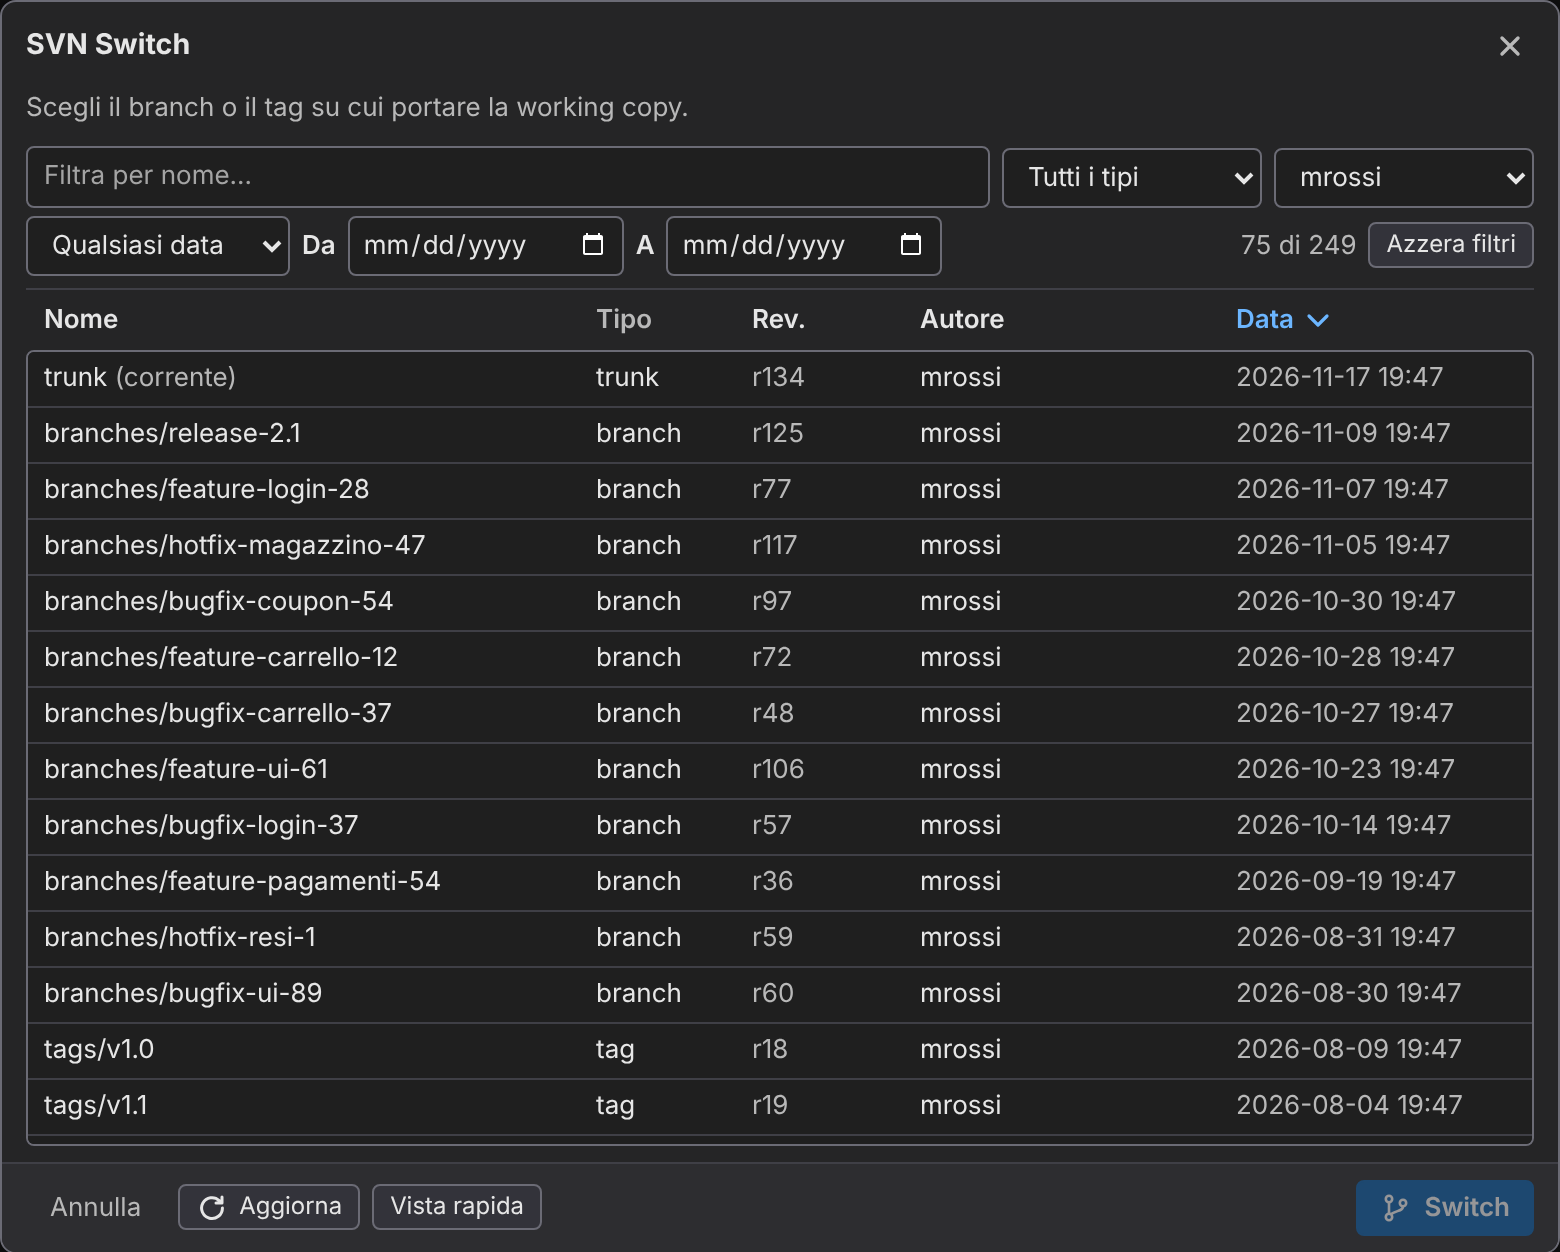 SVN Switch
Scegli il branch o il tag su cui portare la working copy.
Filtra per nome... Tutti i tipi mrossi
Qualsiasi data Da mm/dd/yyyy A mm/dd/yyyy 75 di 249 Azzera filtri
Nome Tipo Rev. Autore Data
trunk (corrente) trunk r134 mrossi 2026-11-17 19:47
branches/release-2.1 branch r125 mrossi 2026-11-09 19:47
branches/feature-login-28 branch r77 mrossi 2026-11-07 19:47
branches/hotfix-magazzino-47 branch r117 mrossi 2026-11-05 19:47
branches/bugfix-coupon-54 branch r97 mrossi 2026-10-30 19:47
branches/feature-carrello-12 branch r72 mrossi 2026-10-28 19:47
branches/bugfix-carrello-37 branch r48 mrossi 2026-10-27 19:47
branches/feature-ui-61 branch r106 mrossi 2026-10-23 19:47
branches/bugfix-login-37 branch r57 mrossi 2026-10-14 19:47
branches/feature-pagamenti-54 branch r36 mrossi 2026-09-19 19:47
branches/hotfix-resi-1 branch r59 mrossi 2026-08-31 19:47
branches/bugfix-ui-89 branch r60 mrossi 2026-08-30 19:47
tags/v1.0 tag r18 mrossi 2026-08-09 19:47
tags/v1.1 tag r19 mrossi 2026-08-04 19:47
Annulla Aggiorna Vista rapida Switch